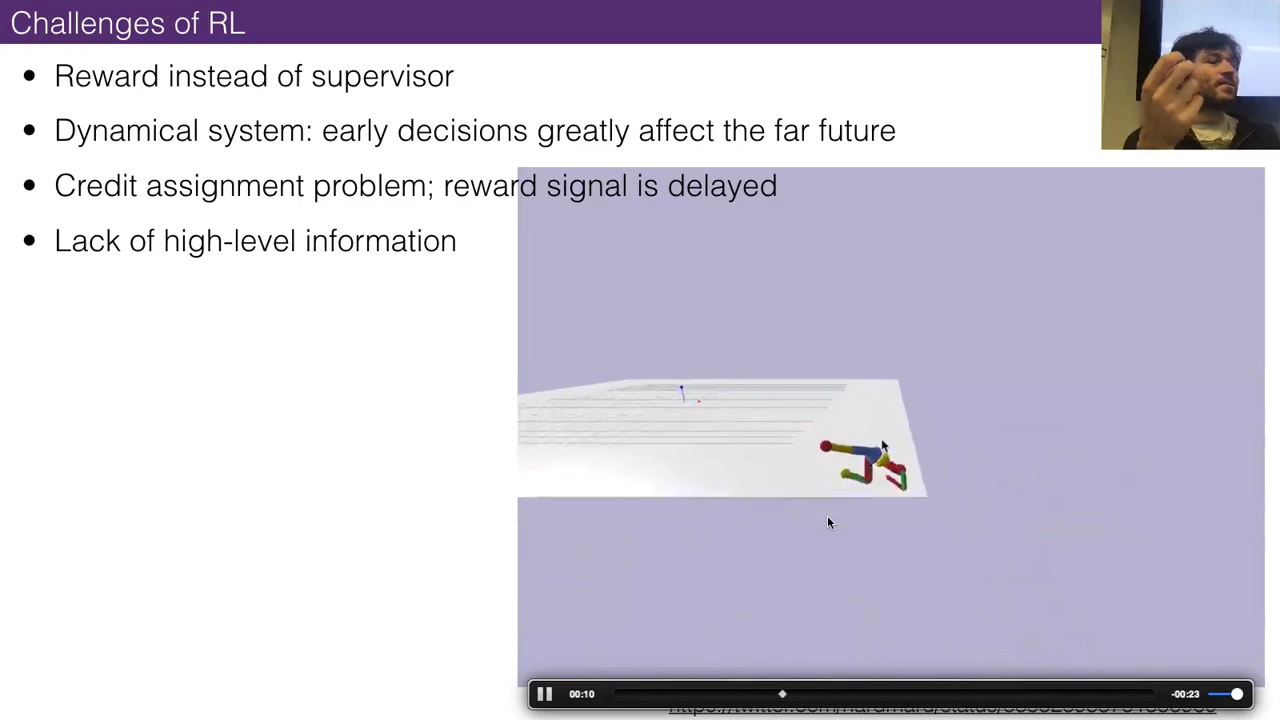 Challenges of RL
• Reward instead of supervisor
• Dynamical system: early decisions greatly affect the far future
• Credit assignment problem; reward signal is delayed
• Lack of high-level information
00:10
-00:23